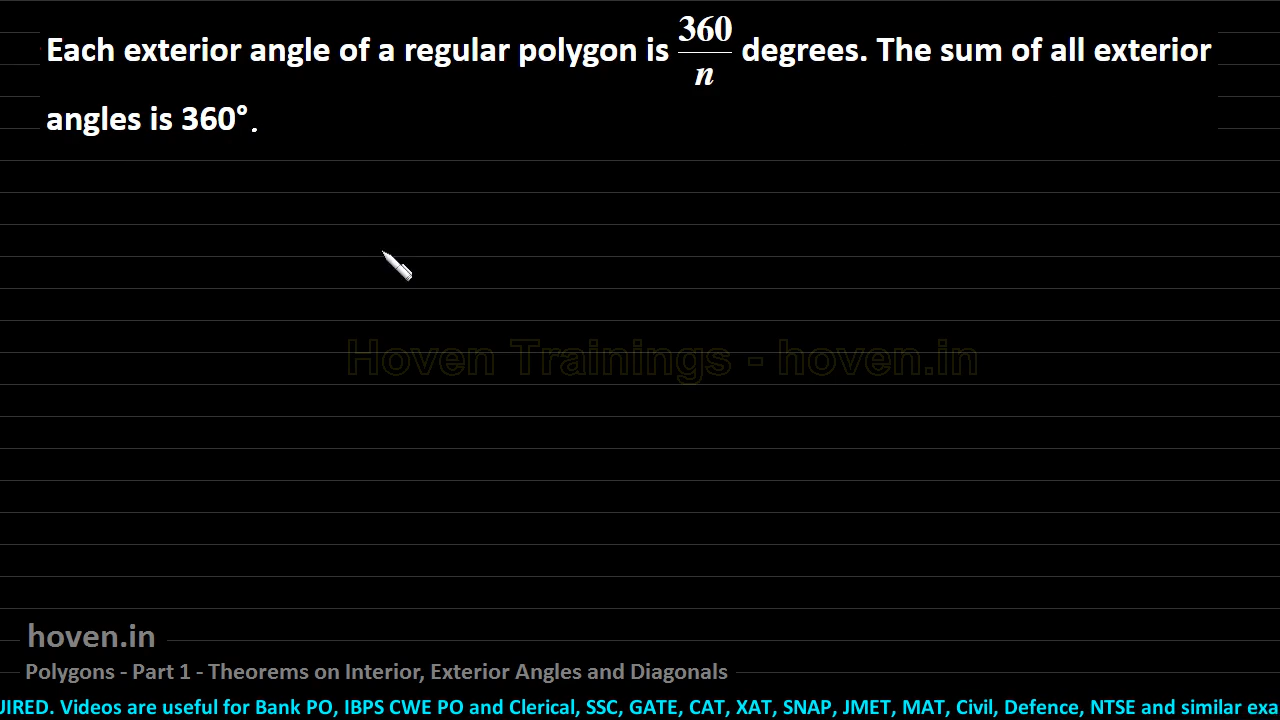 Each exterior angle of a regular polygon is 360/n degrees. The sum of all exterior
angles is 360°.
Hoven Trainings - hoven.in
hoven.in
Polygons - Part 1 - Theorems on Interior, Exterior Angles and Diagonals
UIRED. Videos are useful for Bank PO, IBPS CWE PO and Clerical, SSC, GATE, CAT, XAT, SNAP, JMET, MAT, Civil, Defence, NTSE and similar exa